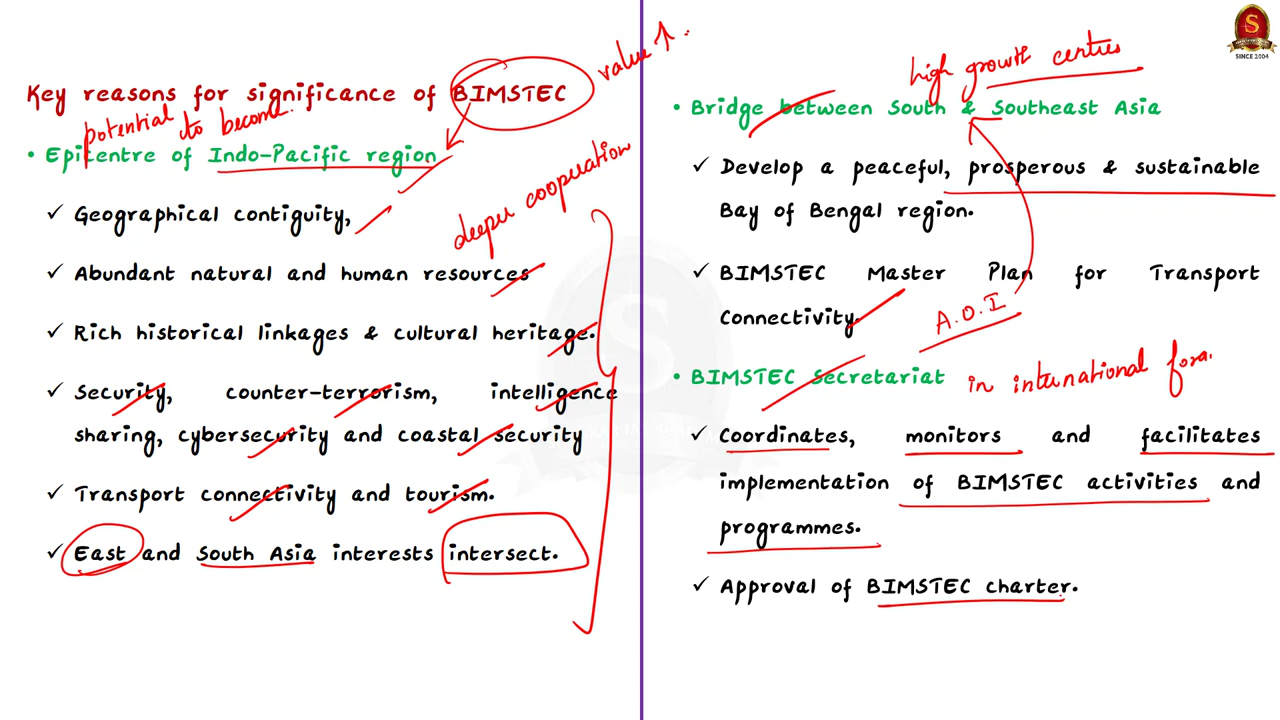 Key reasons for significance of BIMSTEC
value ↑
potential to become
• Epicentre of Indo-Pacific region
✓ Geographical contiguity,
deeper cooperation
✓ Abundant natural and human resources
✓ Rich historical linkages & cultural heritage.
✓ Security, counter-terrorism, intelligence
sharing, cybersecurity and coastal security
✓ Transport connectivity and tourism.
✓ East and South Asia interests intersect.
S
SINCE 2004
high growth centres
• Bridge between South & Southeast Asia
✓ Develop a peaceful, prosperous & sustainable
Bay of Bengal region.
✓ BIMSTEC Master Plan for Transport
Connectivity.
A.O.I
• BIMSTEC Secretariat in international fora.
✓ Coordinates, monitors and facilitates
implementation of BIMSTEC activities and
programmes.
✓ Approval of BIMSTEC charter.